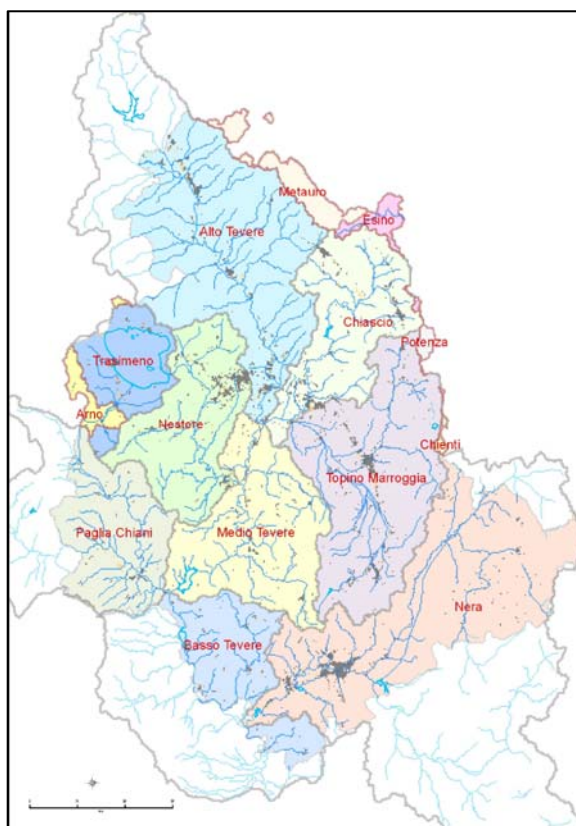 Metauro
Esino
Alto Tevere
Chiascio
Potenza
Trasimeno
Arno
Nestore
Chienti
Topino Marroggia
Paglia Chiani
Medio Tevere
Nera
Basso Tevere